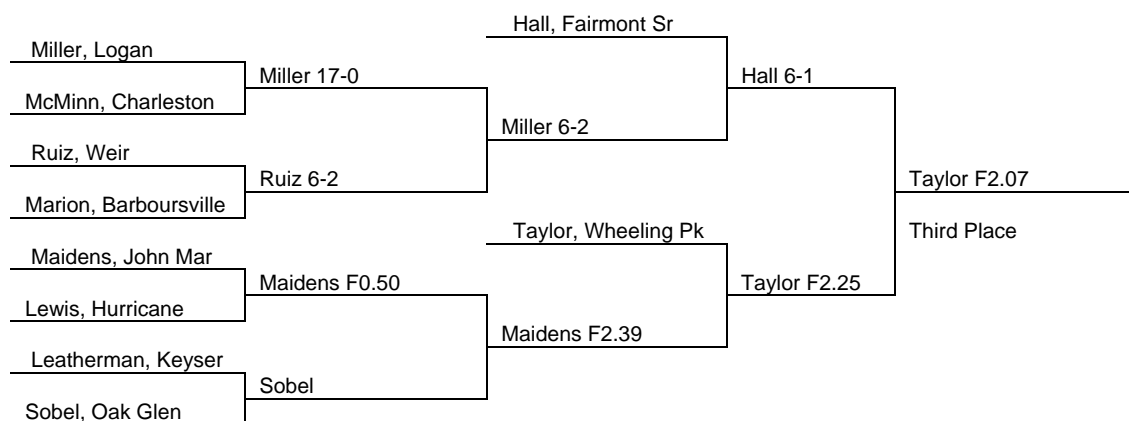 Hall, Fairmont Sr
Miller, Logan
Miller 17-0
Hall 6-1
McMinn, Charleston
Miller 6-2
Ruiz, Weir
Ruiz 6-2
Taylor F2.07
Marion, Barboursville
Taylor, Wheeling Pk
Third Place
Maidens, John Mar
Maidens F0.50
Taylor F2.25
Lewis, Hurricane
Maidens F2.39
Leatherman, Keyser
Sobel
Sobel, Oak Glen